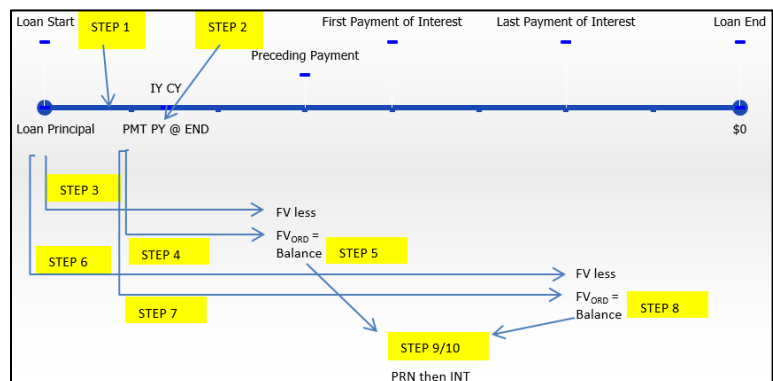 Loan Start
STEP 1
STEP 2
First Payment of Interest
Last Payment of Interest
Loan End
Preceding Payment
IY CY
Loan Principal
PMT PY @ END
$0
STEP 3
FV less
STEP 4
FVORD =
Balance
STEP 5
STEP 6
FV less
STEP 7
FVORD =
Balance
STEP 8
STEP 9/10
PRN then INT